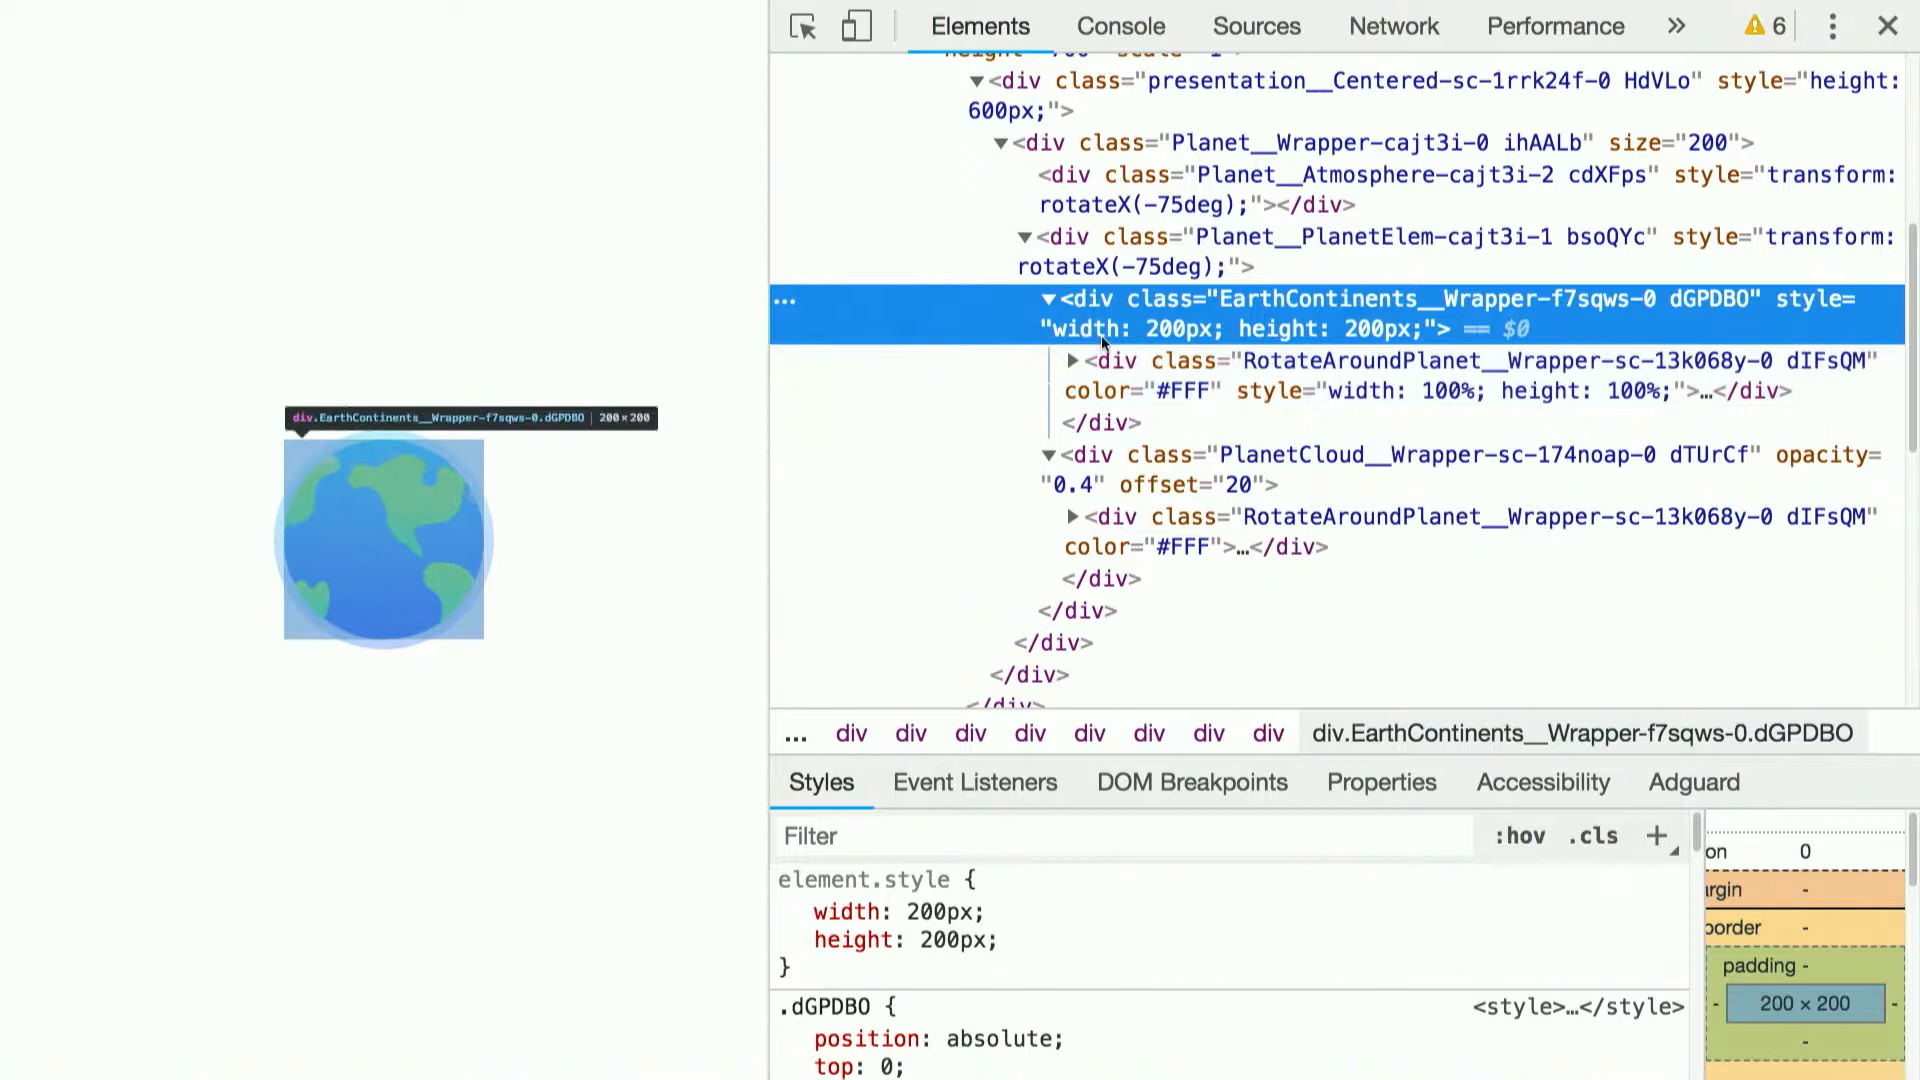 Elements Console Sources Network Performance » 6
▼<div class="presentation__Centered-sc-1rrk24f-0 HdVLo" style="height:
600px;">
▼<div class="Planet__Wrapper-cajt3i-0 ihAALb" size="200">
<div class="Planet__Atmosphere-cajt3i-2 cdXFps" style="transform:
rotateX(-75deg);"></div>
▼<div class="Planet__PlanetElem-cajt3i-1 bsoQYc" style="transform:
rotateX(-75deg);">
… ▼<div class="EarthContinents__Wrapper-f7sqws-0 dGPDBO" style=
"width: 200px; height: 200px;"> == $0
▶<div class="RotateAroundPlanet__Wrapper-sc-13k068y-0 dIFsQM"
color="#FFF" style="width: 100%; height: 100%;">…</div>
</div>
▼<div class="PlanetCloud__Wrapper-sc-174noap-0 dTUrCf" opacity=
"0.4" offset="20">
▶<div class="RotateAroundPlanet__Wrapper-sc-13k068y-0 dIFsQM"
color="#FFF">…</div>
</div>
</div>
</div>
</div>
</div>
div.EarthContinents__Wrapper-f7sqws-0.dGPDBO | 200×200
… div div div div div div div div div.EarthContinents__Wrapper-f7sqws-0.dGPDBO
Styles Event Listeners DOM Breakpoints Properties Accessibility Adguard
Filter :hov .cls +
element.style {
width: 200px;
height: 200px;
}
.dGPDBO { <style>…</style>
position: absolute;
top: 0;
on 0
rgin -
border -
padding -
- 200 × 200 -
-